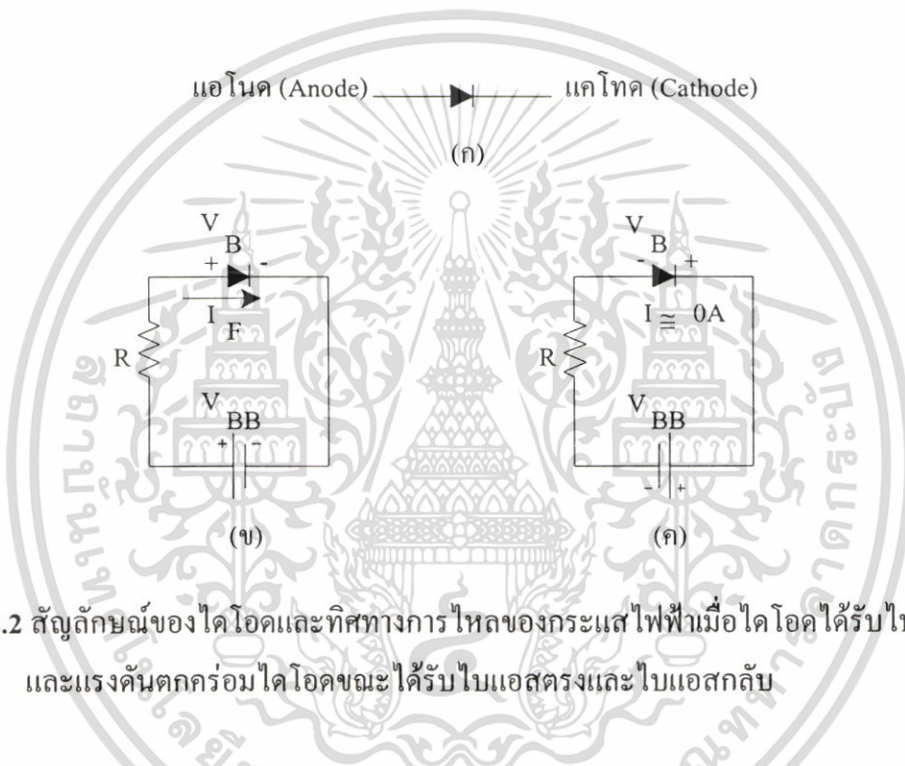 แอโนด (Anode) แคโทด (Cathode)
(ก)
V
B
+ -
I
F
R
V
BB
+ -
(ข)
V
B
- +
I ≅ 0A
R
V
BB
- +
(ค)
.2 สัญลักษณ์ของไดโอดและทิศทางการไหลของกระแสไฟฟ้าเมื่อไดโอดได้รับไบ
และแรงดันตกคร่อมไดโอดขณะได้รับไบแอสตรงและไบแอสกลับ